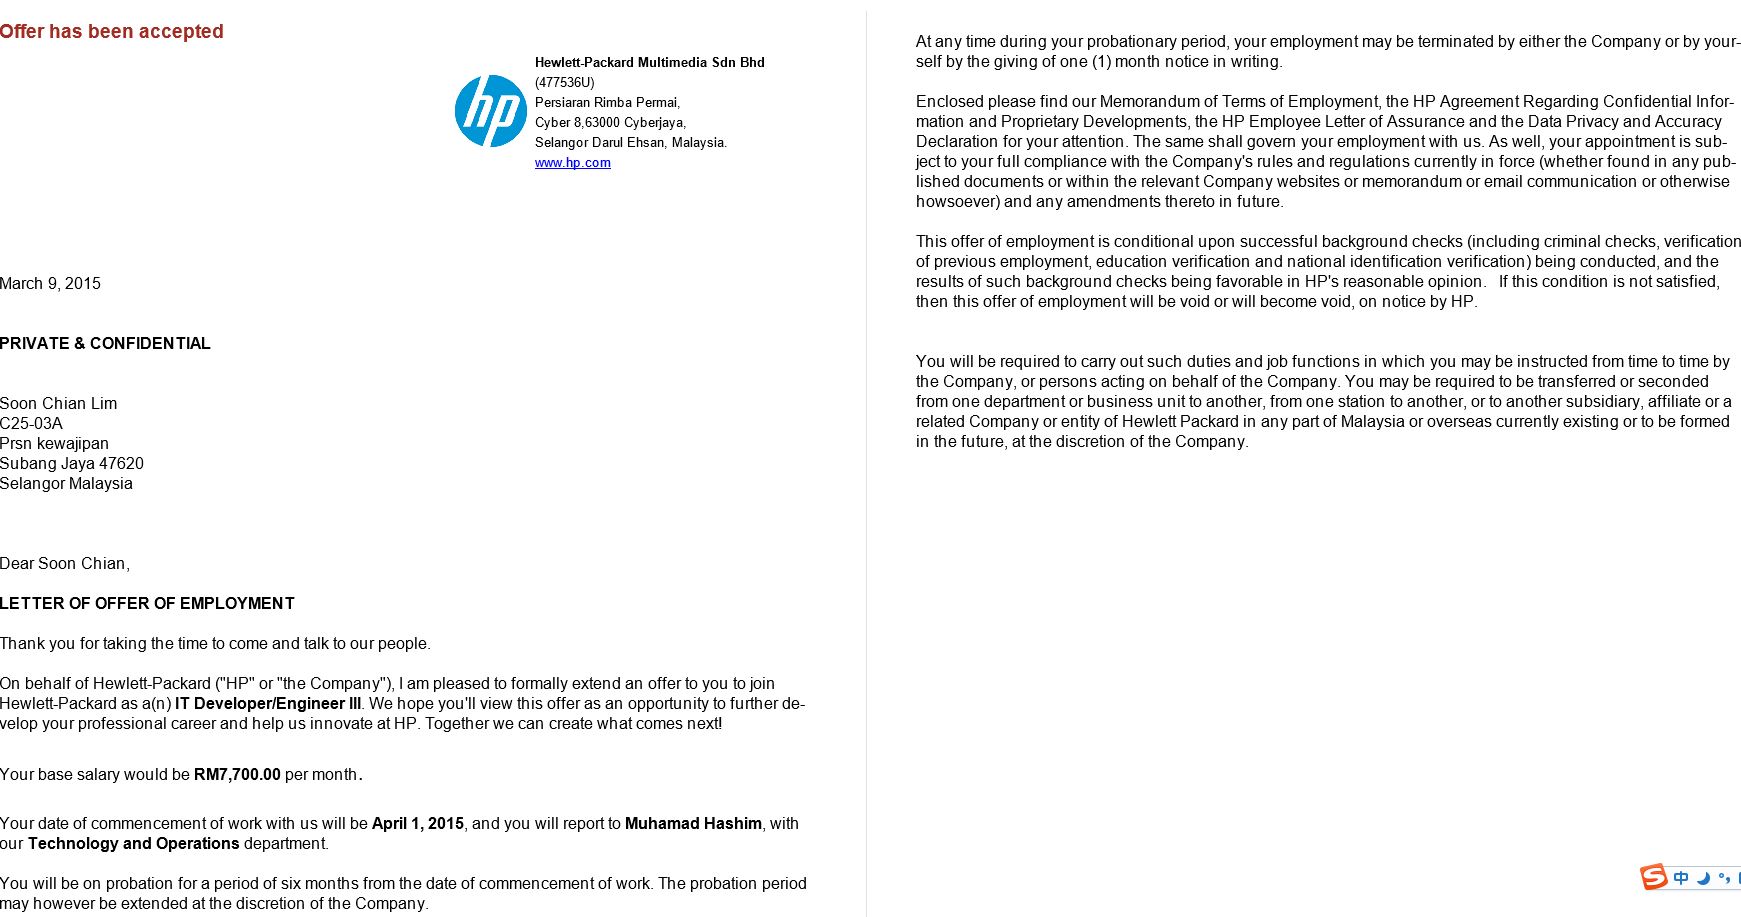 Offer has been accepted
hp
Hewlett-Packard Multimedia Sdn Bhd
(477536U)
Persiaran Rimba Permai,
Cyber 8,63000 Cyberjaya,
Selangor Darul Ehsan, Malaysia.
www.hp.com
March 9, 2015
PRIVATE & CONFIDENTIAL
Soon Chian Lim
C25-03A
Prsn kewajipan
Subang Jaya 47620
Selangor Malaysia
Dear Soon Chian,
LETTER OF OFFER OF EMPLOYMENT
Thank you for taking the time to come and talk to our people.
On behalf of Hewlett-Packard ("HP" or "the Company"), I am pleased to formally extend an offer to you to join
Hewlett-Packard as a(n) IT Developer/Engineer III. We hope you'll view this offer as an opportunity to further de-
velop your professional career and help us innovate at HP. Together we can create what comes next!
Your base salary would be RM7,700.00 per month.
Your date of commencement of work with us will be April 1, 2015, and you will report to Muhamad Hashim, with
our Technology and Operations department.
You will be on probation for a period of six months from the date of commencement of work. The probation period
may however be extended at the discretion of the Company.
At any time during your probationary period, your employment may be terminated by either the Company or by your-
self by the giving of one (1) month notice in writing.
Enclosed please find our Memorandum of Terms of Employment, the HP Agreement Regarding Confidential Infor-
mation and Proprietary Developments, the HP Employee Letter of Assurance and the Data Privacy and Accuracy
Declaration for your attention. The same shall govern your employment with us. As well, your appointment is sub-
ject to your full compliance with the Company's rules and regulations currently in force (whether found in any pub-
lished documents or within the relevant Company websites or memorandum or email communication or otherwise
howsoever) and any amendments thereto in future.
This offer of employment is conditional upon successful background checks (including criminal checks, verification
of previous employment, education verification and national identification verification) being conducted, and the
results of such background checks being favorable in HP's reasonable opinion. If this condition is not satisfied,
then this offer of employment will be void or will become void, on notice by HP.
You will be required to carry out such duties and job functions in which you may be instructed from time to time by
the Company, or persons acting on behalf of the Company. You may be required to be transferred or seconded
from one department or business unit to another, from one station to another, or to another subsidiary, affiliate or a
related Company or entity of Hewlett Packard in any part of Malaysia or overseas currently existing or to be formed
in the future, at the discretion of the Company.
S 中 °,